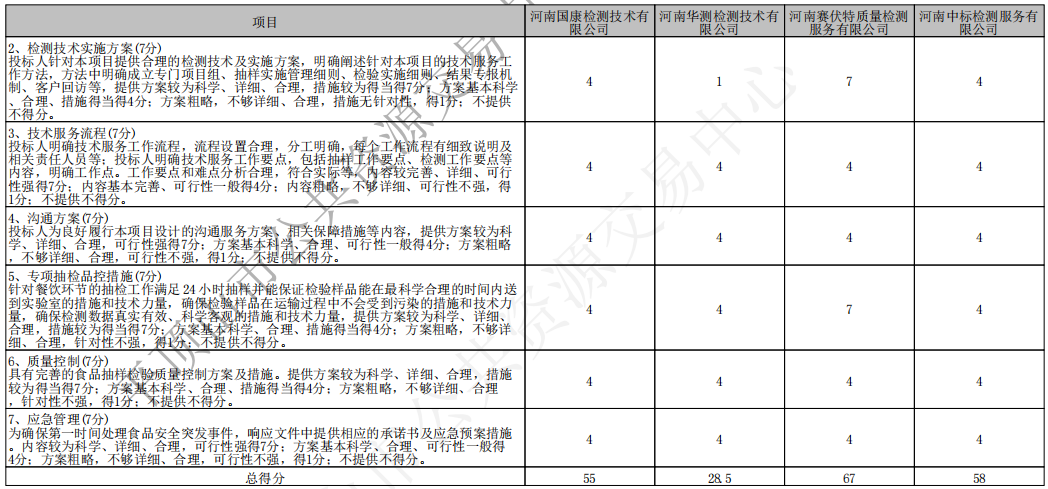 项目
河南国康检测技术有限公司
河南华测检测技术有限公司
河南赛伏特质量检测服务有限公司
河南中标检测服务有限公司
2、检测技术实施方案(7分)
投标人针对本项目提供合理的检测技术及实施方案，明确阐述针对本项目的技术服务工
作方法，方法中明确成立专门项目组、抽样实施管理细则、检验实施细则、结果专报机
制、客户回访等，提供方案较为科学、详细、合理，措施较为得当得7分；方案基本科学
、合理、措施得当得4分；方案粗略，不够详细、合理，措施无针对性，得1分；不提供
不得分。
4
1
7
4
3、技术服务流程(7分)
投标人明确技术服务工作流程，流程设置合理，分工明确，每个工作流程有细致说明及
相关责任人员等；投标人明确技术服务工作要点，包括抽样工作要点、检测工作要点等
内容，明确工作点。工作要点和难点分析合理，符合实际等，内容较完善、详细、可行
性强得7分；内容基本完善、可行性一般得4分；内容粗略，不够详细、可行性不强，得
1分；不提供不得分。
4
4
4
4
4、沟通方案(7分)
投标人为良好履行本项目设计的沟通服务方案，相关保障措施等内容，提供方案较为科
学、详细、合理，可行性强得7分；方案基本科学、合理、可行性一般得4分；方案粗略
，不够详细、合理，可行性不强，得1分；不提供不得分。
4
4
4
4
5、专项抽检品控措施(7分)
针对餐饮环节的抽检工作满足24小时抽样并能保证检验样品能在最科学合理的时间内送
到实验室的措施和技术力量，确保检验样品在运输过程中不会受到污染的措施和技术力
量，确保检测数据真实有效、科学客观的措施和技术力量，提供方案较为科学、详细、
合理，措施较为得当得7分；方案基本科学、合理、措施得当得4分；方案粗略，不够详
细、合理，针对性不强，得1分；不提供不得分。
4
4
7
4
6、质量控制(7分)
具有完善的食品抽样检验质量控制方案及措施。提供方案较为科学、详细、合理，措施
较为得当得7分；方案基本科学、合理、措施得当得4分；方案粗略，不够详细、合理
，针对性不强，得1分；不提供不得分。
4
4
4
4
7、应急管理(7分)
为确保第一时间处理食品安全突发事件，响应文件中提供相应的承诺书及应急预案措施
。内容较为科学、详细、合理，可行性强得7分；方案基本科学、合理、可行性一般得
4分；方案粗略，不够详细、合理，可行性不强，得1分；不提供不得分。
4
4
4
4
总得分
55
28.5
67
58